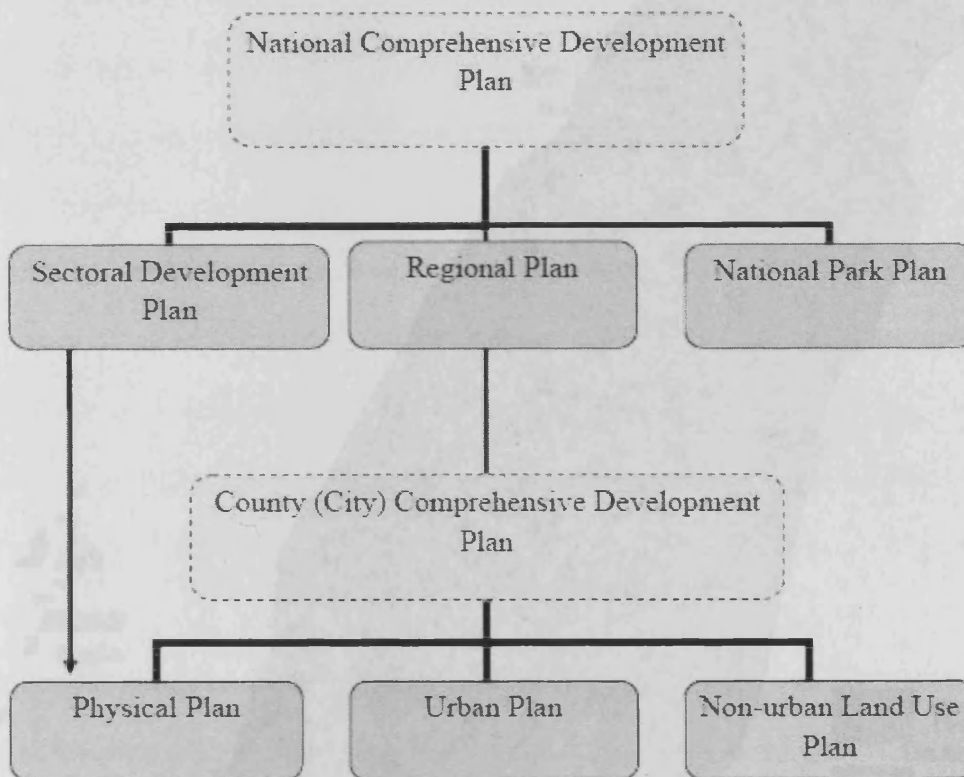 National Comprehensive Development
Plan
Sectoral Development
Plan
Regional Plan
National Park Plan
County (City) Comprehensive Development
Plan
Physical Plan
Urban Plan
Non-urban Land Use
Plan